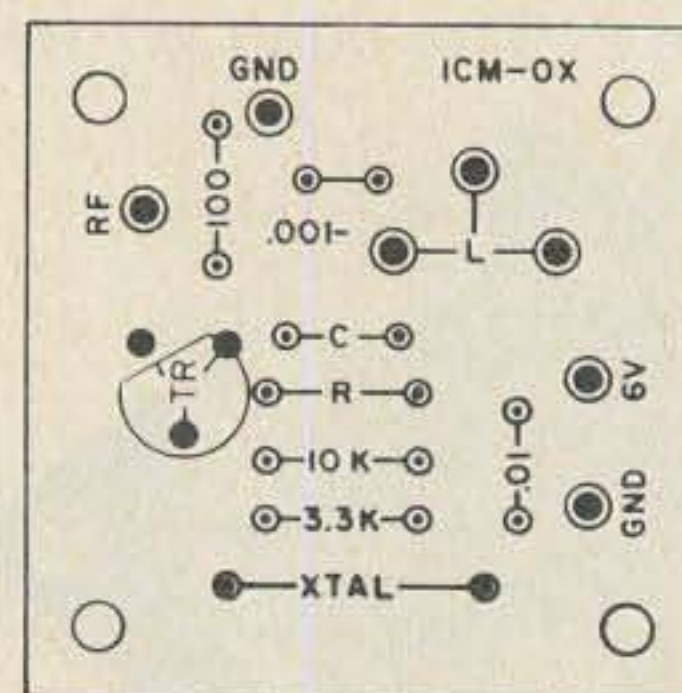 GND
ICM-OX
RF
100
.001-
L
C
TR
R
6V
10 K
.01
GND
3.3K
XTAL